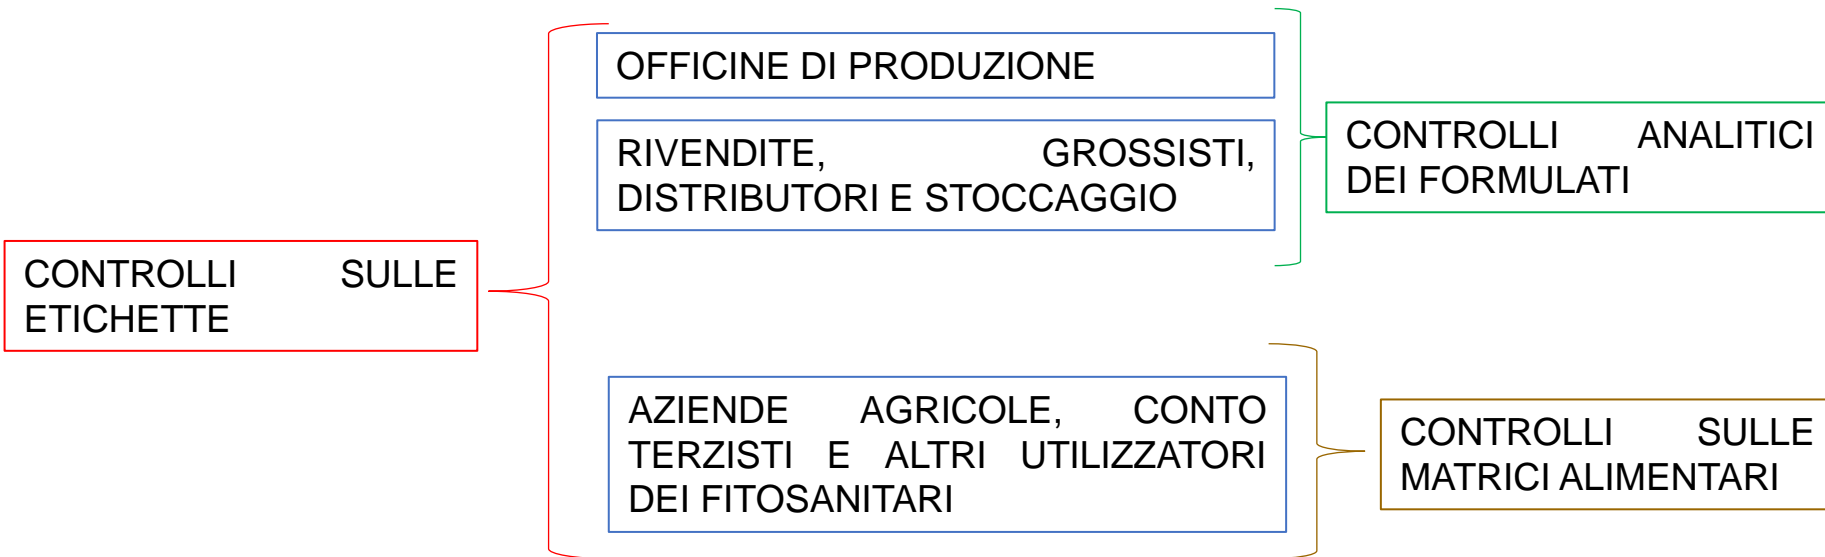 OFFICINE DI PRODUZIONE
RIVENDITE, GROSSISTI,
DISTRIBUTORI E STOCCAGGIO
CONTROLLI ANALITICI
DEI FORMULATI
CONTROLLI SULLE
ETICHETTE
AZIENDE AGRICOLE, CONTO
TERZISTI E ALTRI UTILIZZATORI
DEI FITOSANITARI
CONTROLLI SULLE
MATRICI ALIMENTARI